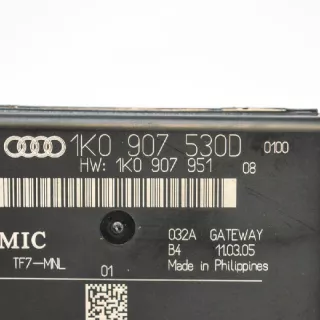 1K0 907 530D 0100
HW: 1K0 907 951 08
MIC 032A GATEWAY
B4 11.03.05
TF7-MNL Made in Philippines
01